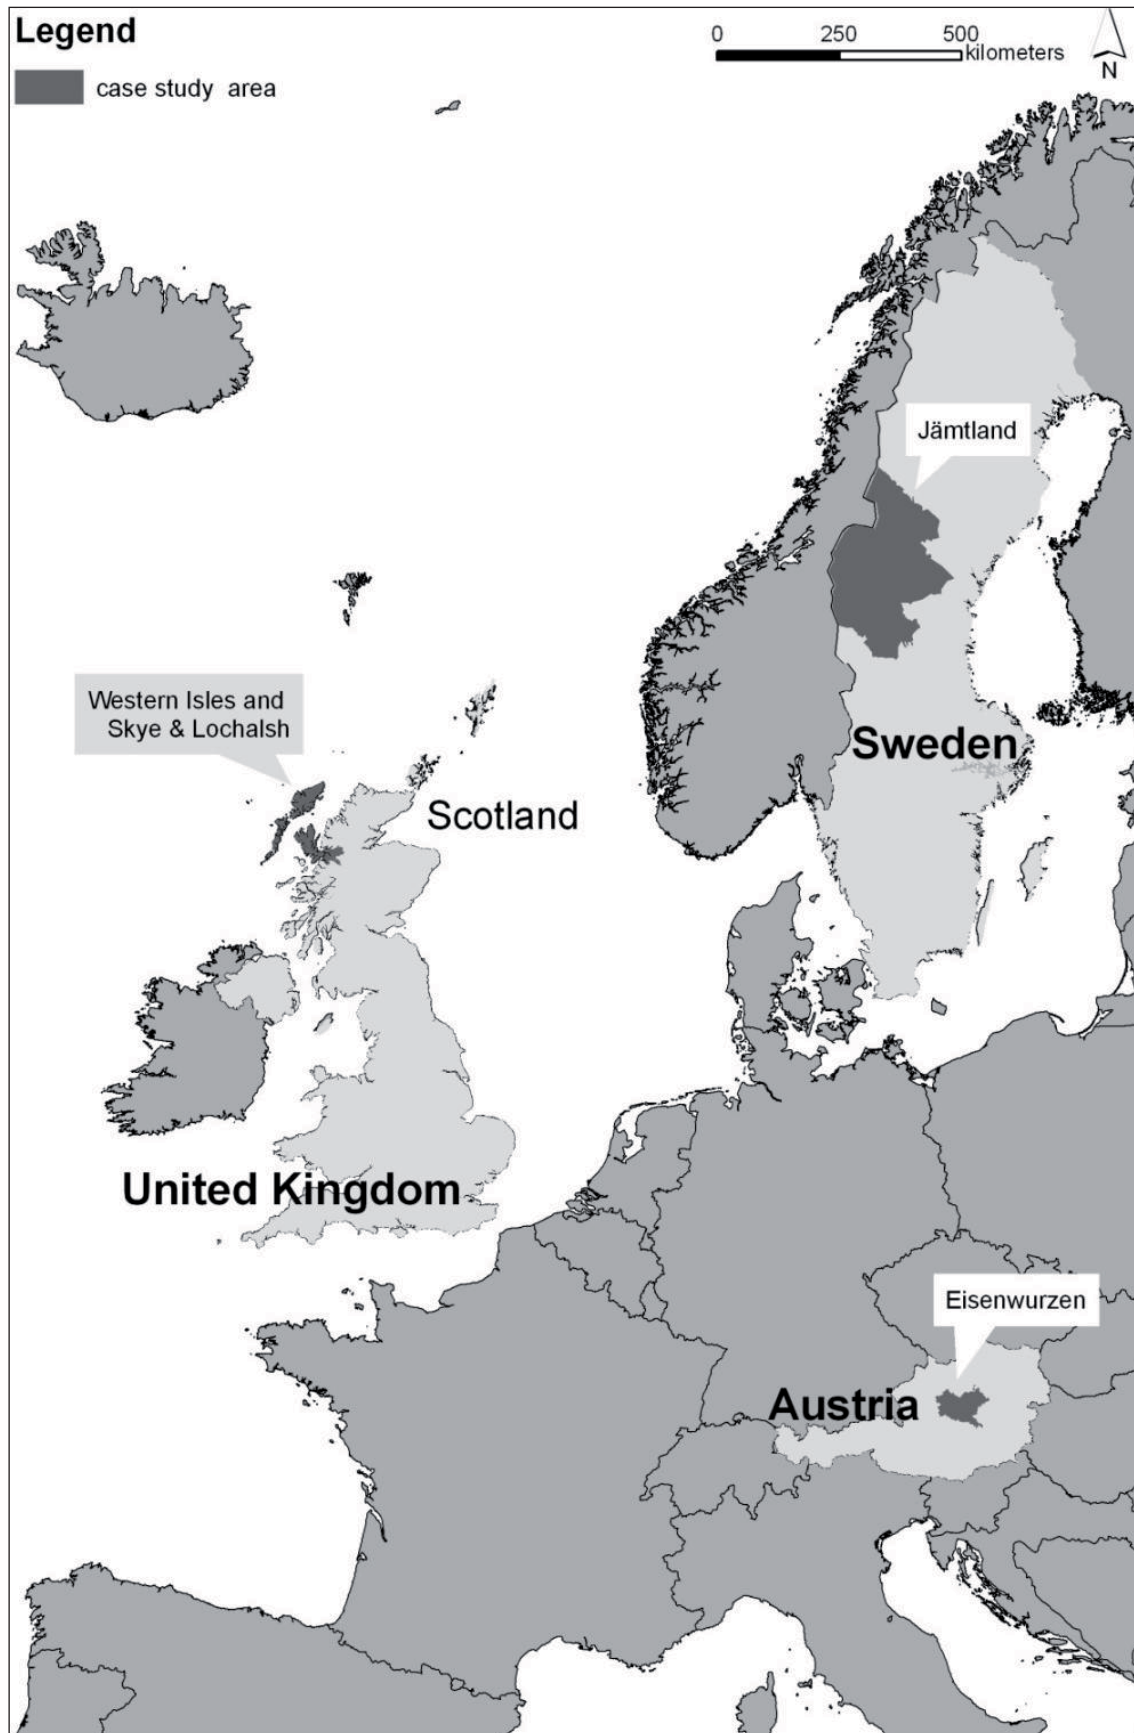 Legend
case study area
0 250 500
kilometers
N
Jämtland
Western Isles and
Skye & Lochalsh
Sweden
Scotland
United Kingdom
Eisenwurzen
Austria